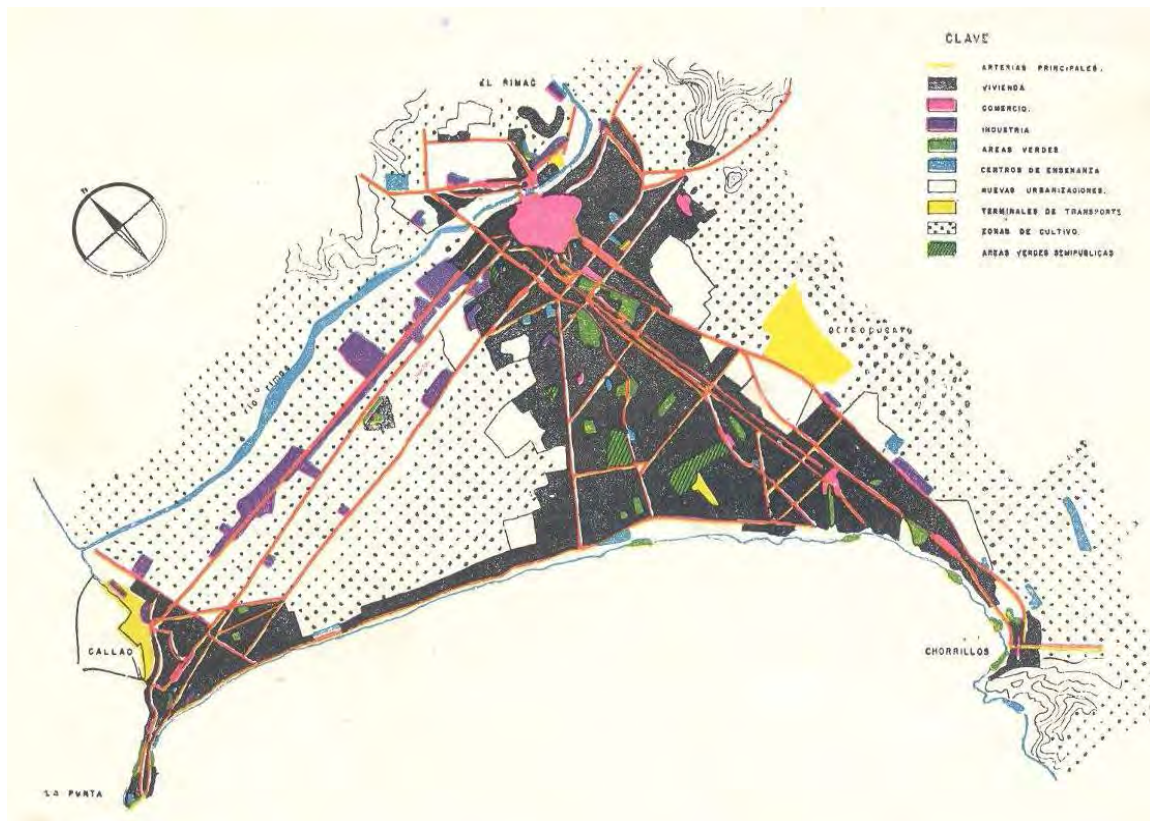 CLAVE
ARTERIAS PRINCIPALES.
VIVIENDA
COMERCIO.
INDUSTRIA
AREAS VERDES
CENTROS DE ENSEÑANZA
NUEVAS URBANIZACIONES.
TERMINALES DE TRANSPORTE
ZONAS DE CULTIVO.
AREAS VERDES SEMIPUBLICAS
EL RIMAC
rio rimac
CALLAO
CHORRILLOS
LA PUNTA